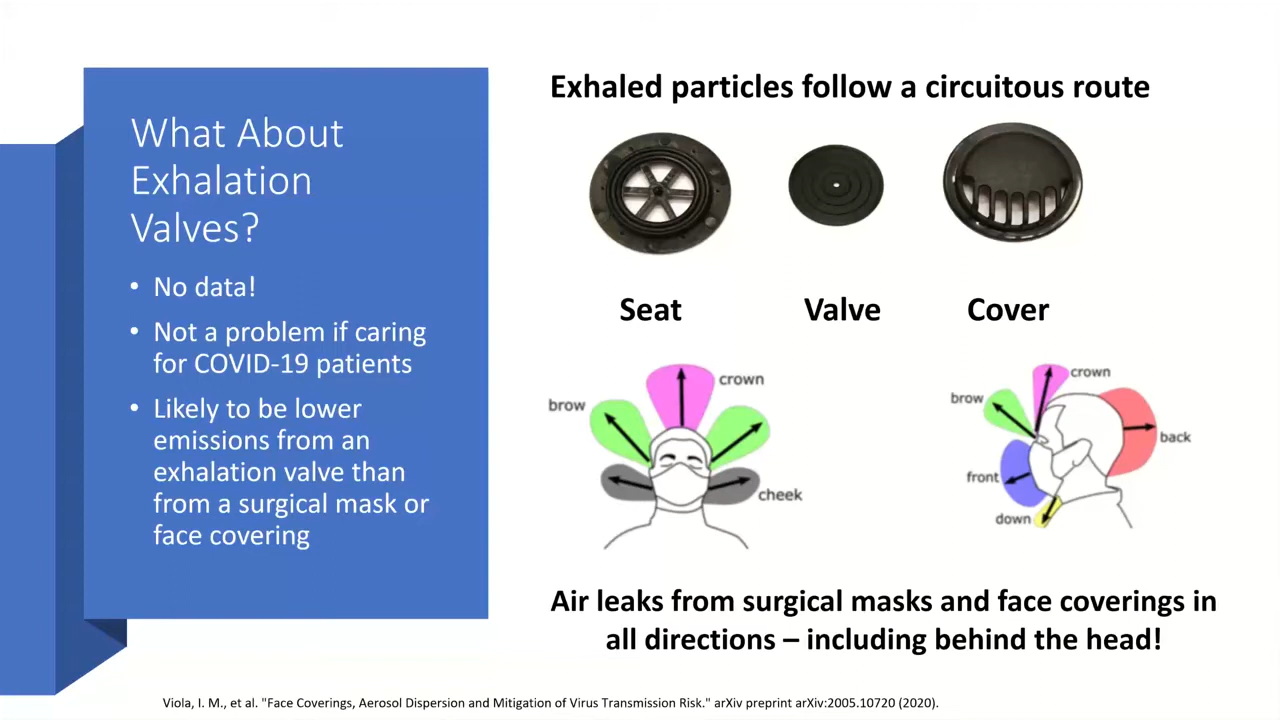 What About
Exhalation
Valves?
• No data!
• Not a problem if caring
for COVID-19 patients
• Likely to be lower
emissions from an
exhalation valve than
from a surgical mask or
face covering
Exhaled particles follow a circuitous route
Seat Valve Cover
crown
brow
cheek
crown
brow
back
front
down
Air leaks from surgical masks and face coverings in
all directions – including behind the head!
Viola, I. M., et al. "Face Coverings, Aerosol Dispersion and Mitigation of Virus Transmission Risk." arXiv preprint arXiv:2005.10720 (2020).